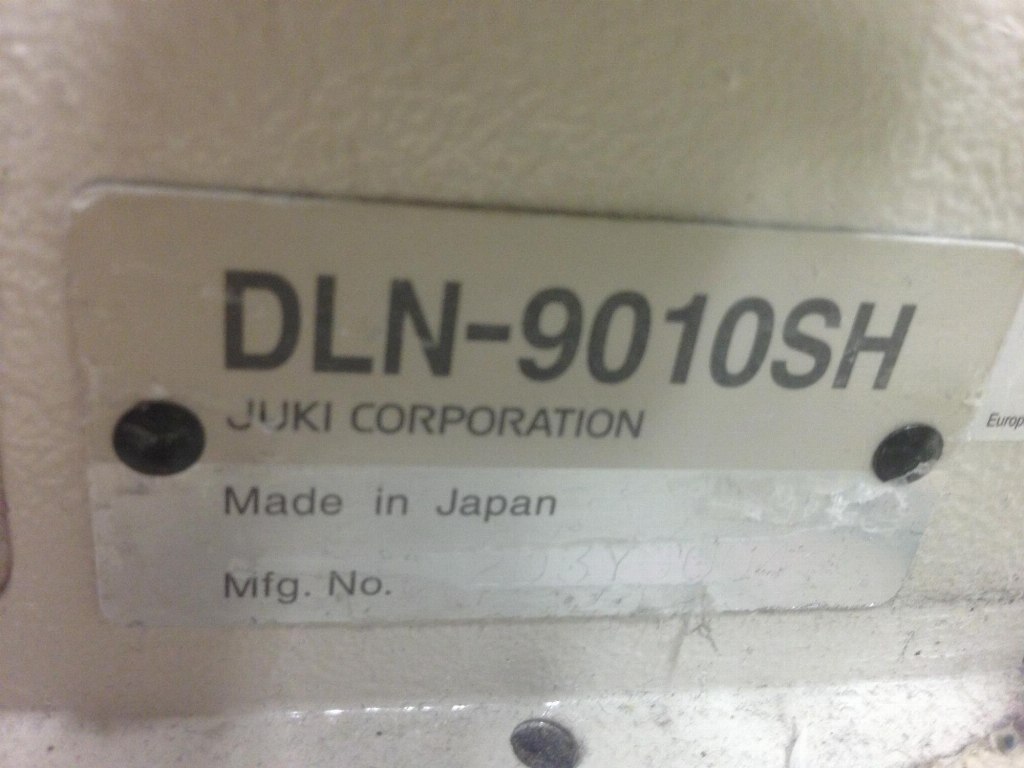 DLN-9010SH
JUKI CORPORATION
Made in Japan
Mfg. No.